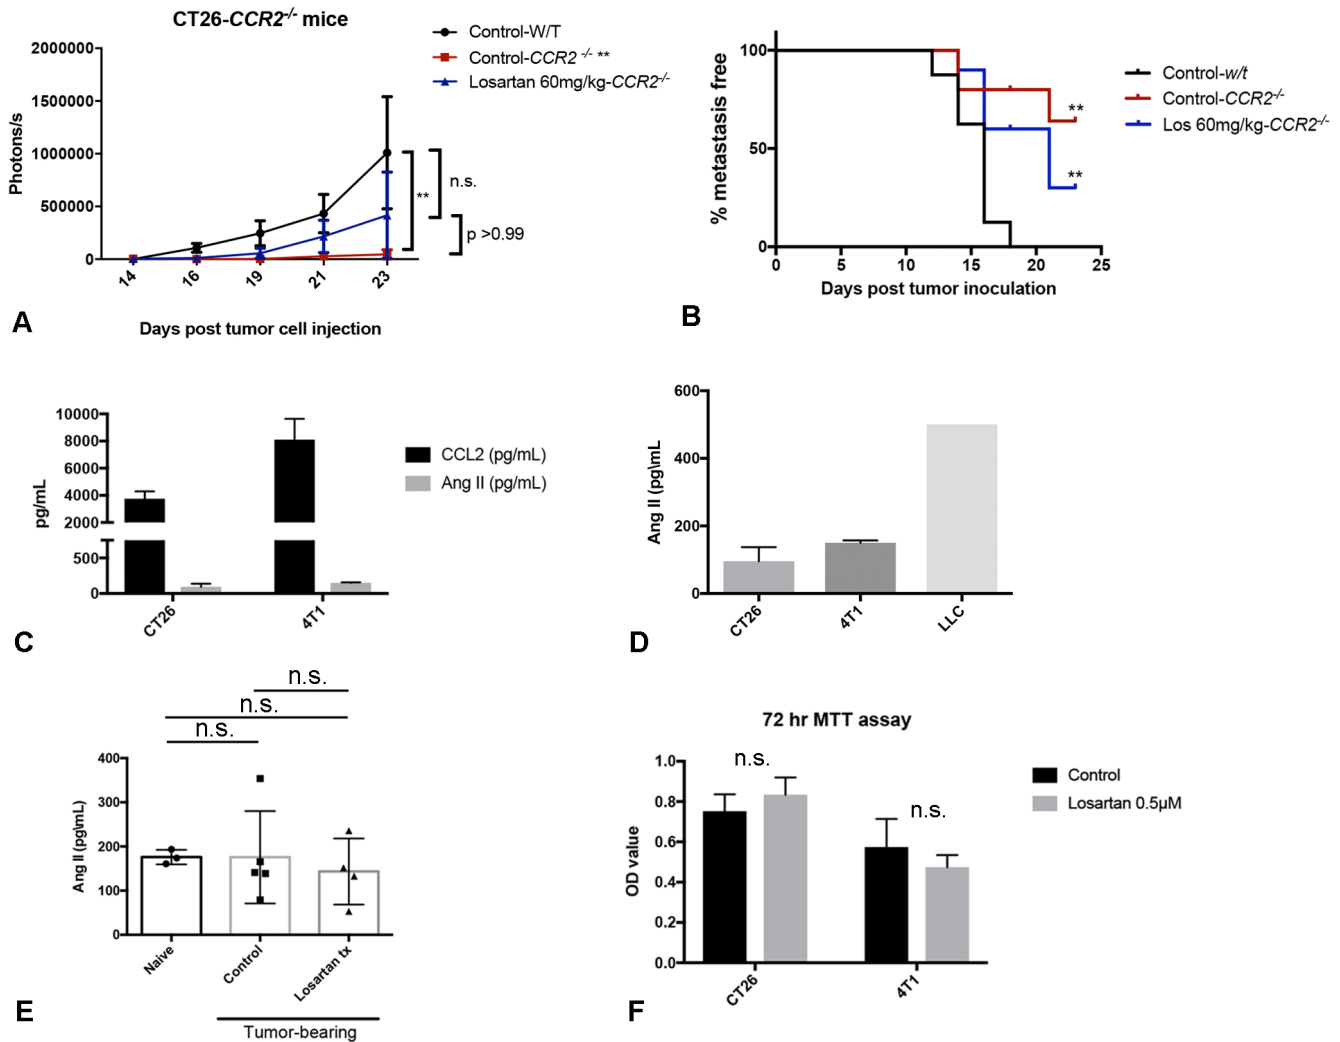 CT26-CCR2-/- mice
Control-W/T
Control-CCR2 -/- **
Losartan 60mg/kg-CCR2-/-
Photons/s
2000000
1500000
1000000
500000
0
14 16 19 21 23
**
n.s.
p >0.99
Days post tumor cell injection
A
% metastasis free
100
50
0
0 5 10 15 20 25
**
**
Days post tumor inoculation
Control-w/t
Control-CCR2-/-
Los 60mg/kg-CCR2-/-
B
pg/mL
10000
8000
6000
4000
2000
500
0
CT26 4T1
CCL2 (pg/mL)
Ang II (pg/mL)
C
Ang II (pg\mL)
600
400
200
0
CT26 4T1 LLC
D
n.s.
n.s.
n.s.
Ang II (pg\mL)
400
300
200
100
0
Naive Control Losartan tx
Tumor-bearing
E
72 hr MTT assay
OD value
1.0
0.8
0.6
0.4
0.2
0.0
n.s.
n.s.
CT26 4T1
Control
Losartan 0.5μM
F